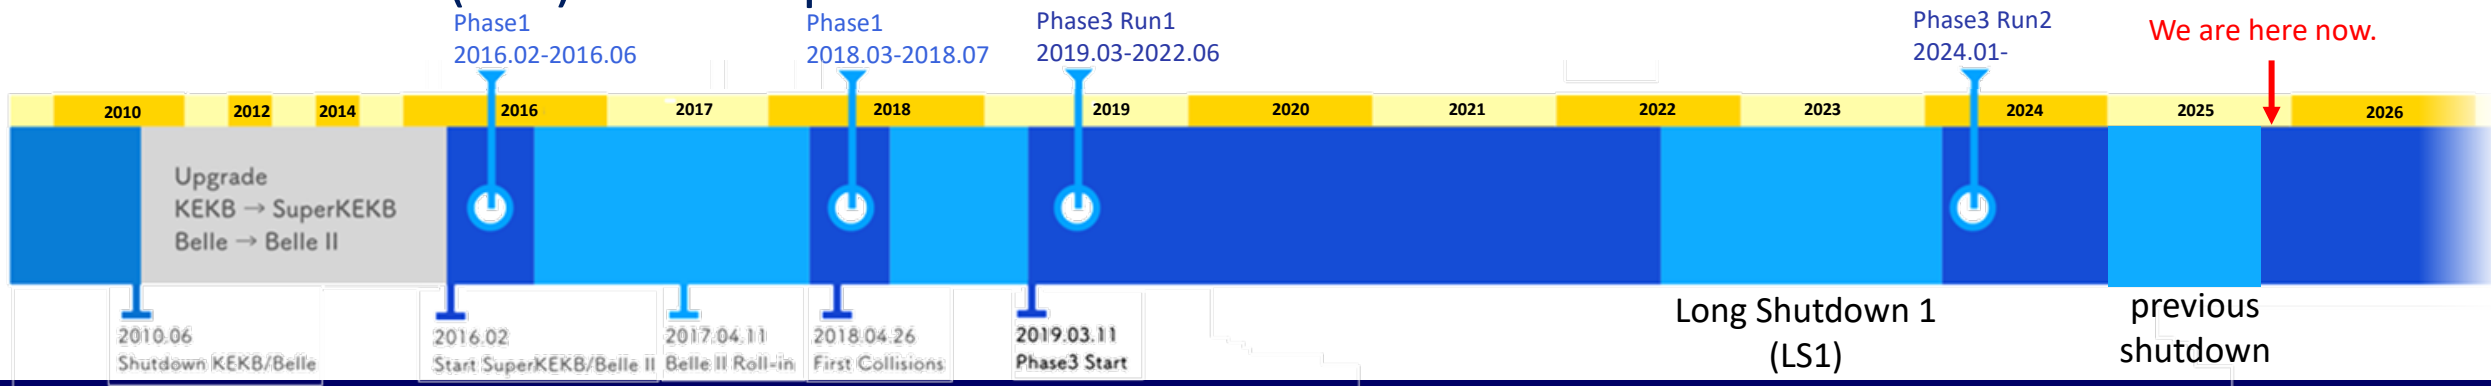 Phase1
2016.02-2016.06
Phase1
2018.03-2018.07
Phase3 Run1
2019.03-2022.06
Phase3 Run2
2024.01-
We are here now.
2010
2012
2014
2016
2017
2018
2019
2020
2021
2022
2023
2024
2025
2026
Upgrade
KEKB → SuperKEKB
Belle → Belle II
2010.06
Shutdown KEKB/Belle
2016.02
Start SuperKEKB/Belle II
2017.04.11
Belle II Roll-in
2018.04.26
First Collisions
2019.03.11
Phase3 Start
Long Shutdown 1
(LS1)
previous
shutdown